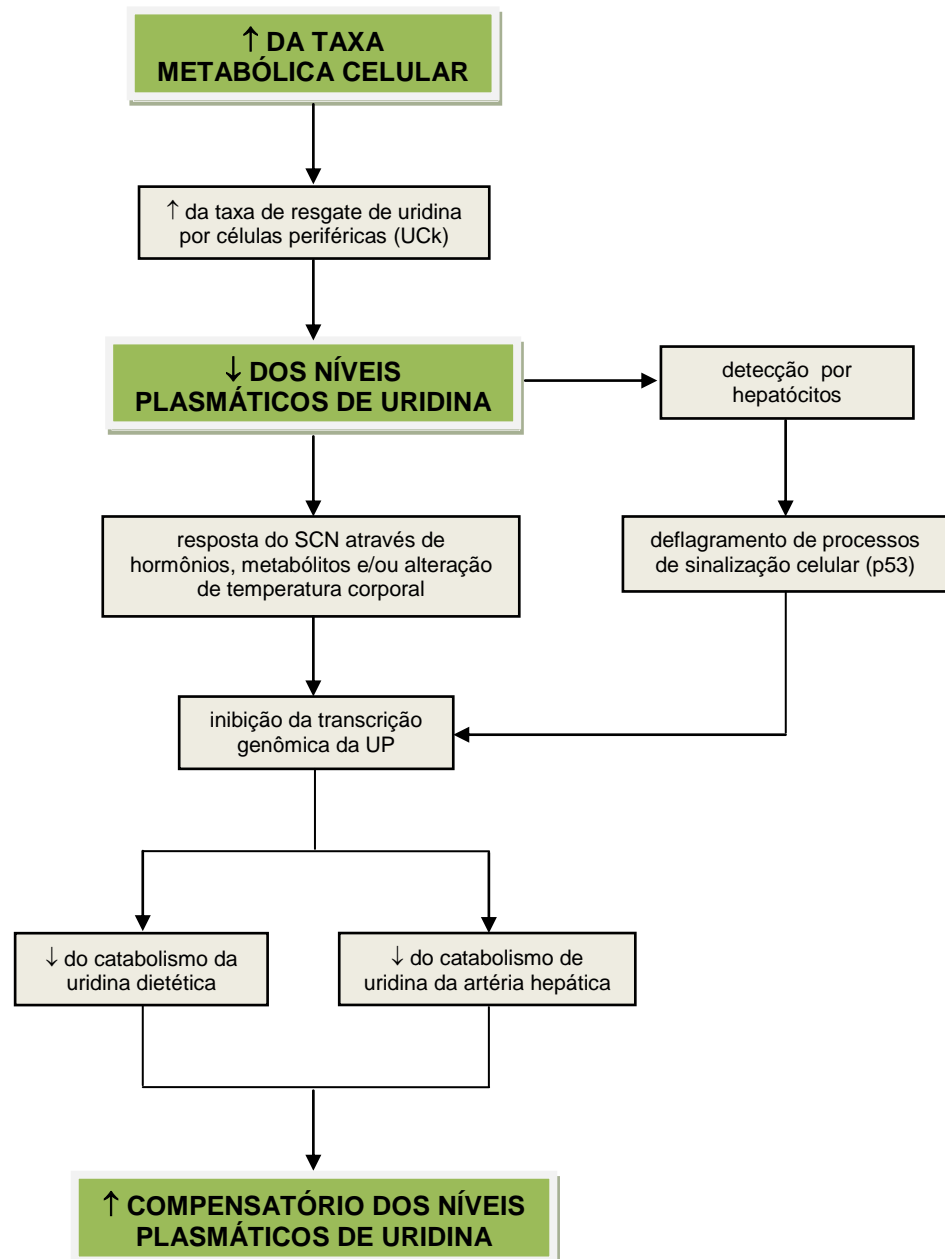 ↑ DA TAXA
METABÓLICA CELULAR
↑ da taxa de resgate de uridina
por células periféricas (UCk)
↓ DOS NÍVEIS
PLASMÁTICOS DE URIDINA
detecção por
hepatócitos
resposta do SCN através de
hormônios, metabólitos e/ou alteração
de temperatura corporal
deflagramento de processos
de sinalização celular (p53)
inibição da transcrição
genômica da UP
↓ do catabolismo da
uridina dietética
↓ do catabolismo de
uridina da artéria hepática
↑ COMPENSATÓRIO DOS NÍVEIS
PLASMÁTICOS DE URIDINA